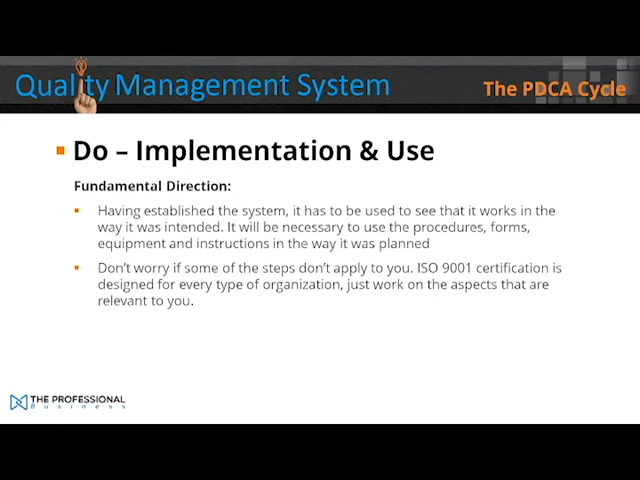 Quality Management System
The PDCA Cycle
Do – Implementation & Use
Fundamental Direction:
Having established the system, it has to be used to see that it works in the
way it was intended. It will be necessary to use the procedures, forms,
equipment and instructions in the way it was planned
Don't worry if some of the steps don't apply to you. ISO 9001 certification is
designed for every type of organization, just work on the aspects that are
relevant to you.
THE PROFESSIONAL
Business